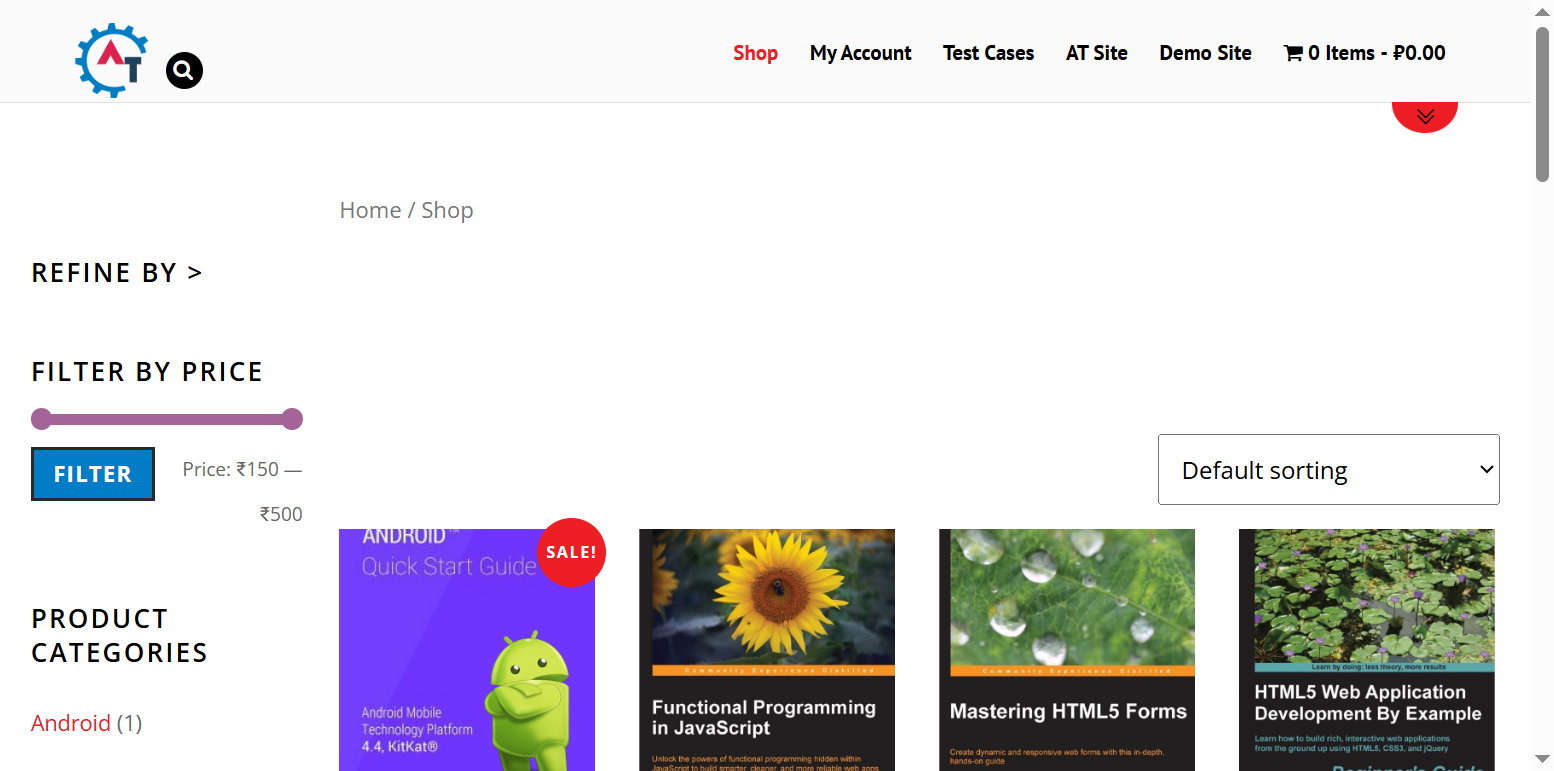 AT
Shop
My Account
Test Cases
AT Site
Demo Site
0 Items - ₽0.00
Home / Shop
REFINE BY >
FILTER BY PRICE
FILTER
Price: ₹150 —
₹500
Default sorting
PRODUCT
CATEGORIES
Android (1)
ANDROID™
Quick Start Guide
SALE!
Android Mobile
Technology Platform
4.4, KitKat®
Community Experience Distilled
Functional Programming
in JavaScript
Unlock the powers of functional programming hidden within
JavaScript to build smarter, cleaner, and more reliable web apps
Community Experience Distilled
Mastering HTML5 Forms
Create dynamic and responsive web forms with this in-depth,
hands-on guide
Learn by doing: less theory, more results
HTML5 Web Application
Development By Example
Learn how to build rich, interactive web applications
from the ground up using HTML5, CSS3, and jQuery
Beginner's Guide